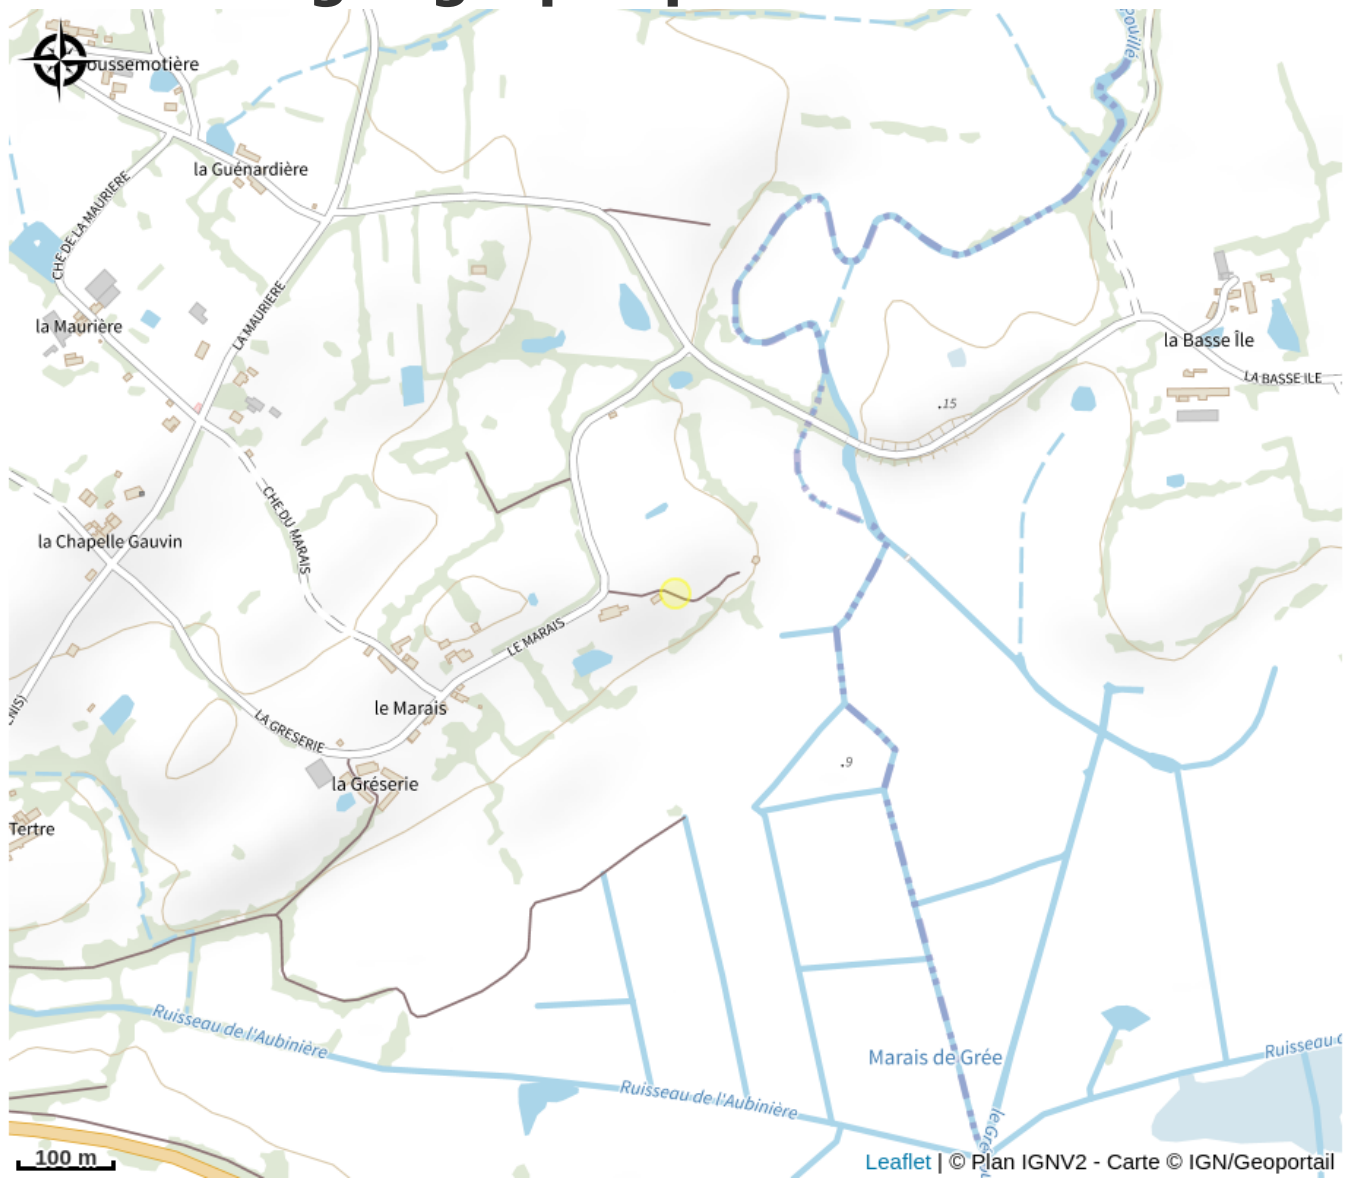 Pouillé
oussemotière
la Guénardière
CHE DE LA MAURIERE
LA MAURIERE
la Maurière
la Basse Île
LA BASSE ILE
.15
CHE DU MARAIS
la Chapelle Gauvin
LE MARAIS
NIS)
le Marais
LA GRESERIE
la Gréserie
.9
Tertre
Ruisseau de l'Aubinière
Marais de Grée
Ruisseau d
Ruisseau de l'Aubinière
le Gré
100 m
Leaflet | © Plan IGNV2 - Carte © IGN/Geoportail